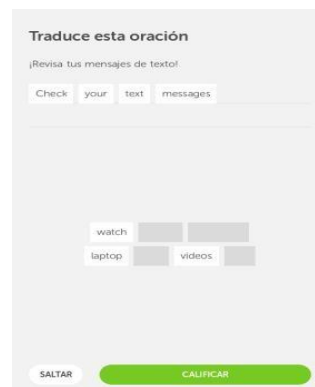 Traduce esta oración
¡Revisa tus mensajes de texto!
Check your text messages
watch
laptop videos
SALTAR CALIFICAR